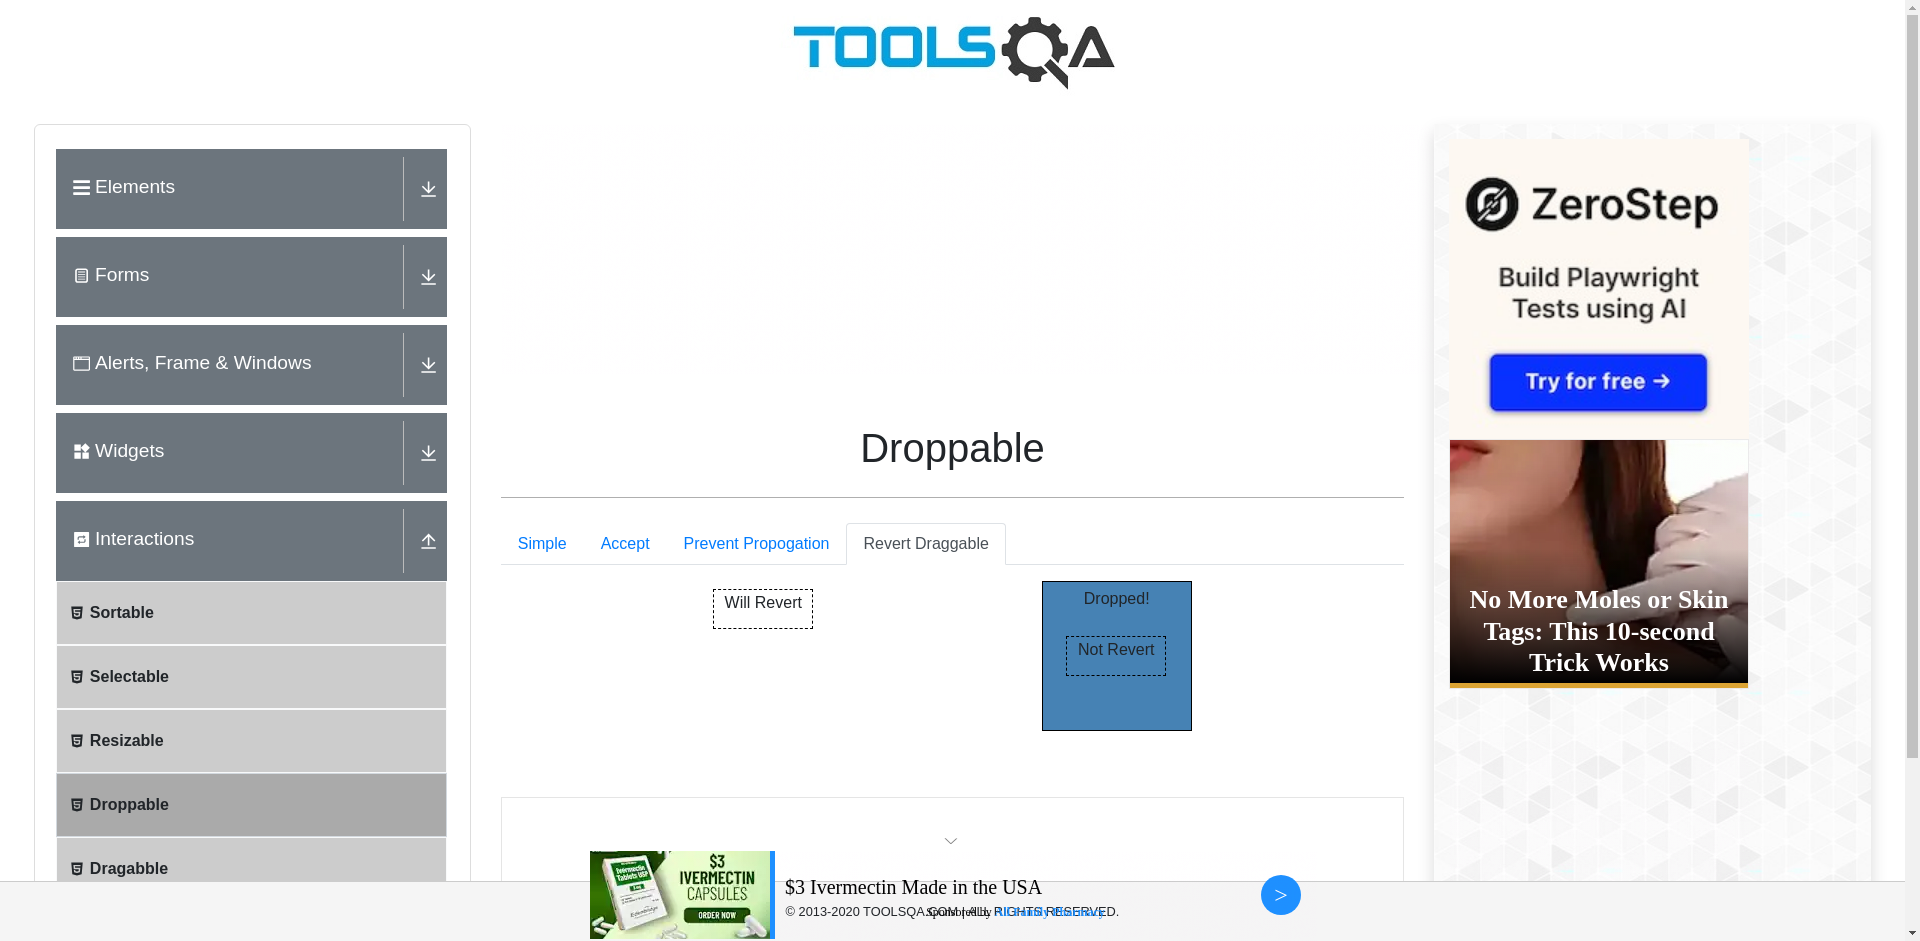 TOOLSQA
Elements
Forms
Alerts, Frame & Windows
Widgets
Interactions
Sortable
Selectable
Resizable
Droppable
Dragabble
Droppable
Simple
Accept
Prevent Propogation
Revert Draggable
Will Revert
Dropped!
Not Revert
ZeroStep
Build Playwright
Tests using AI
Try for free →
No More Moles or Skin
Tags: This 10-second
Trick Works
$3
IVERMECTIN
CAPSULES
ORDER NOW
$3 Ivermectin Made in the USA
© 2013-2020 TOOLSQA.COM | ALL RIGHTS RESERVED.
>